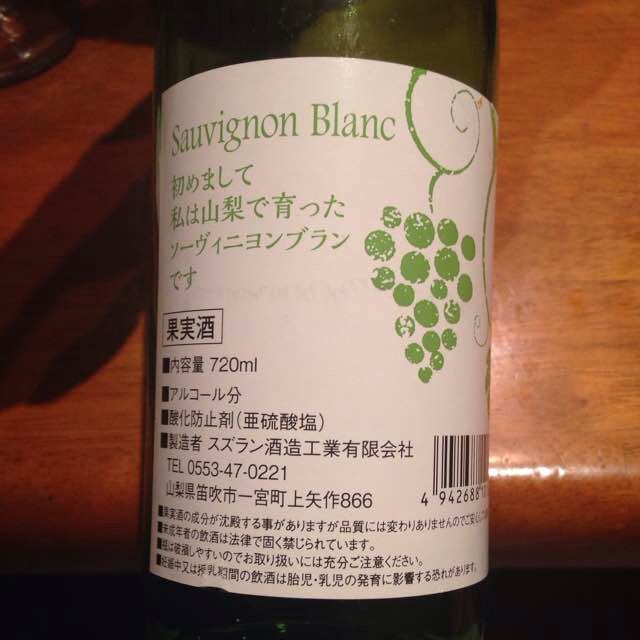 Sauvignon Blanc
初めまして
私は山梨で育った
ソーヴィニヨンブラン
です
果実酒
■内容量 720ml
■アルコール分
■酸化防止剤(亜硫酸塩)
■製造者 スズラン酒造工業有限会社
TEL 0553-47-0221
山梨県笛吹市一宮町上矢作866
4 942688
■果実酒の成分が沈殿する事がありますが品質には変わりありませんのでご安心
■未成年者の飲酒は法律で固く禁じられています。
■瓶は破損しやすいのでお取り扱いには充分ご注意ください。
■妊娠中又は授乳期間の飲酒は胎児・乳児の発育に影響する恐れがあります。